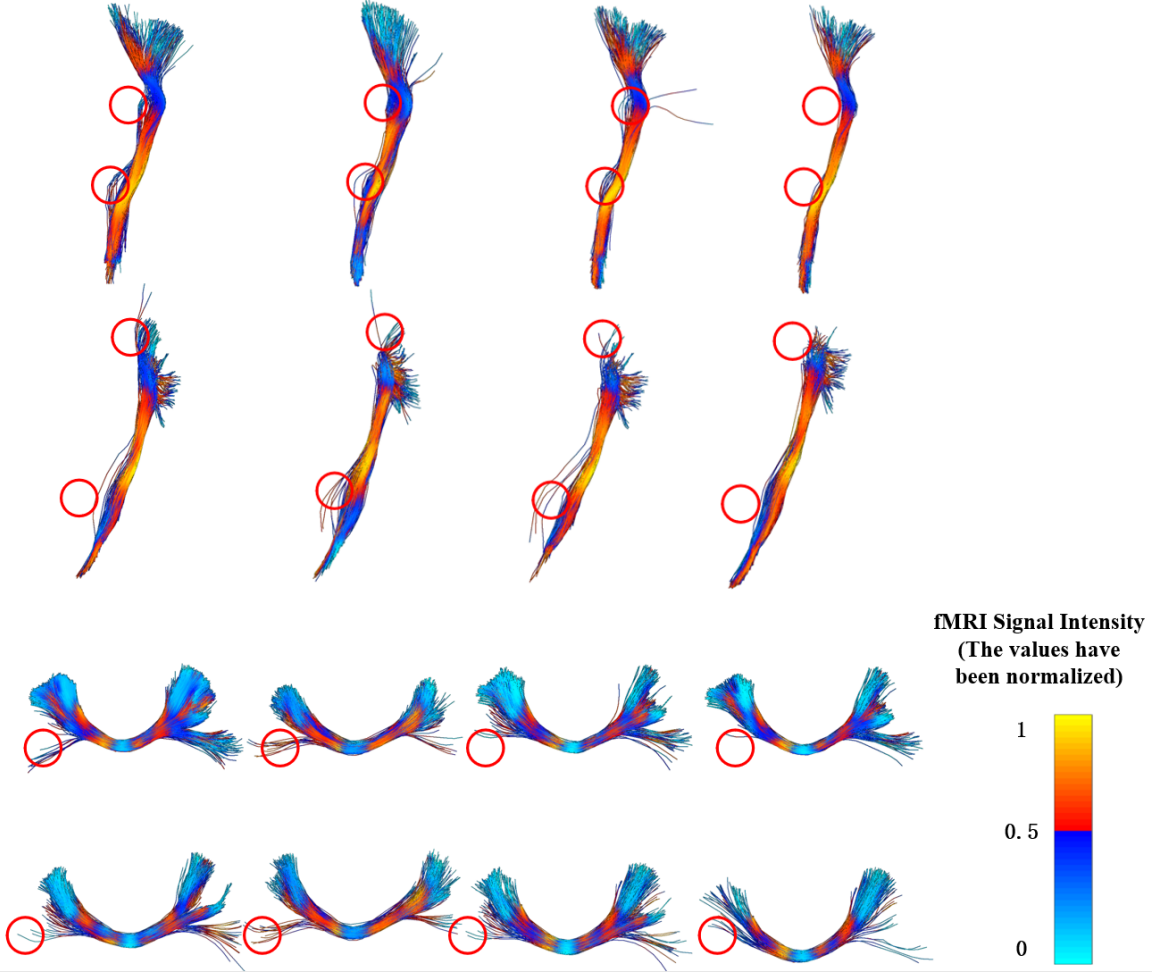 fMRI Signal Intensity
(The values have
been normalized)
1
0. 5
0